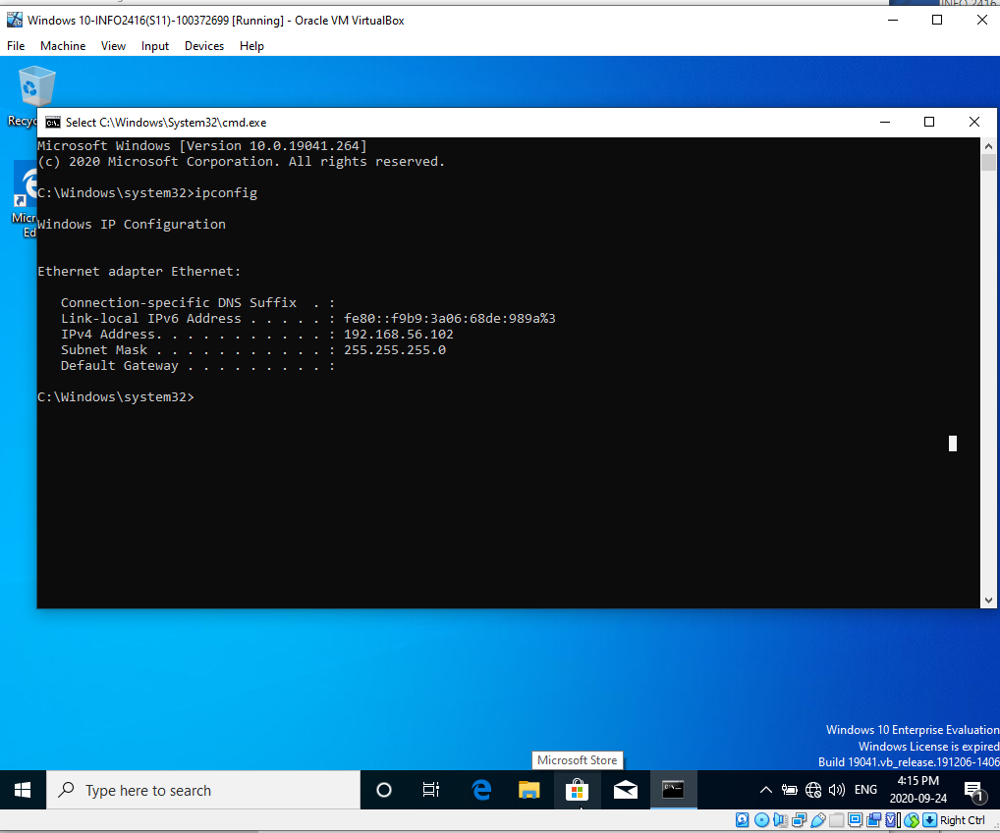 INFO 2416
Windows 10-INFO2416(S11)-100372699 [Running] - Oracle VM VirtualBox
File Machine View Input Devices Help
Recyc
Select C:\Windows\System32\cmd.exe
Microsoft Windows [Version 10.0.19041.264]
(c) 2020 Microsoft Corporation. All rights reserved.
C:\Windows\system32>ipconfig
Micr
Ed
Windows IP Configuration
Ethernet adapter Ethernet:
Connection-specific DNS Suffix . :
Link-local IPv6 Address . . . . . : fe80::f9b9:3a06:68de:989a%3
IPv4 Address. . . . . . . . . . . : 192.168.56.102
Subnet Mask . . . . . . . . . . . : 255.255.255.0
Default Gateway . . . . . . . . . :
C:\Windows\system32>
Windows 10 Enterprise Evaluation
Windows License is expired
Build 19041.vb_release.191206-1406
Microsoft Store
Type here to search
ENG
4:15 PM
2020-09-24
1
Right Ctrl